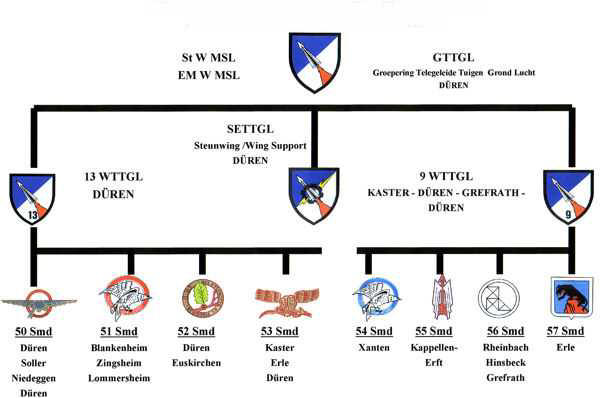 St W MSL
EM W MSL
GTTGL
Groepering Telegeleide Tuigen Grond Lucht
DÜREN
SETTGL
Steunwing /Wing Support
DÜREN
13 WTTGL
DÜREN
9 WTTGL
KASTER - DÜREN - GREFRATH -
DÜREN
13
9
50 Smd
Düren
Soller
Niedeggen
Düren
51 Smd
Blankenheim
Zingsheim
Lommersheim
52 Smd
Düren
Euskirchen
53 Smd
Kaster
Erle
Düren
54 Smd
Xanten
55 Smd
Kappellen-
Erft
56 Smd
Rheinbach
Hinsbeck
Grefrath
57 Smd
Erle